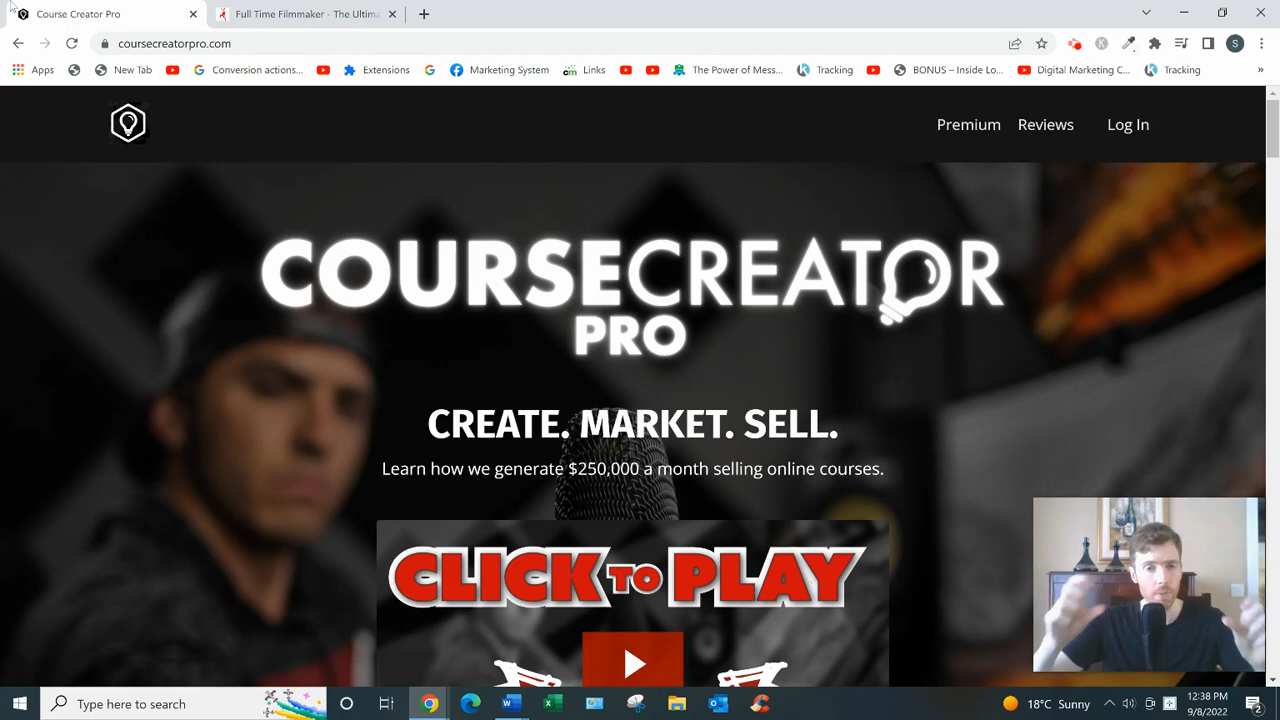 Course Creator Pro
Full Time Filmmaker - The Ultima
coursecreatorpro.com
S
Apps
New Tab
Conversion actions...
Extensions
Marketing System
Links
The Power of Mess...
Tracking
BONUS – Inside Lo...
Digital Marketing C...
Tracking
»
Premium
Reviews
Log In
COURSECREATOR
PRO
CREATE. MARKET. SELL.
Learn how we generate $250,000 a month selling online courses.
CLICK TO PLAY
Type here to search
18°C Sunny
12:38 PM
9/8/2022
2